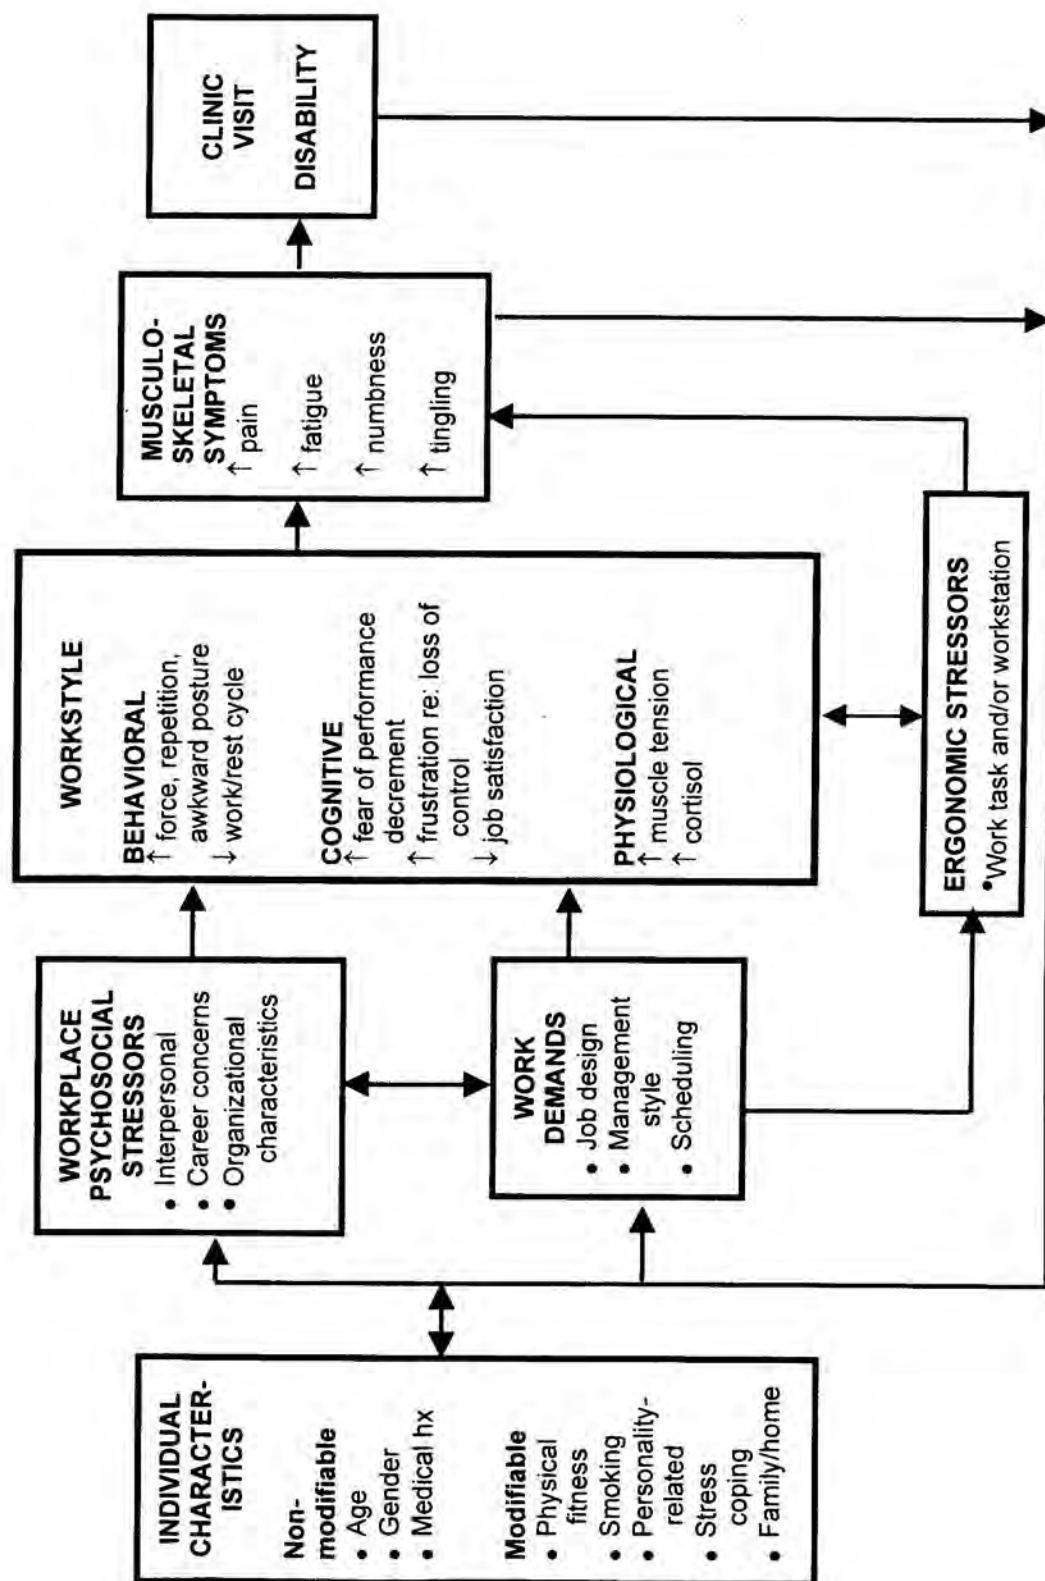 INDIVIDUAL
CHARACTER-
ISTICS
Non-
modifiable
• Age
• Gender
• Medical hx
Modifiable
• Physical
fitness
• Smoking
• Personality-
related
• Stress
coping
• Family/home
WORKPLACE
PSYCHOSOCIAL
STRESSORS
• Interpersonal
• Career concerns
• Organizational
characteristics
WORK
DEMANDS
• Job design
• Management
style
• Scheduling
WORKSTYLE
BEHAVIORAL
↑ force, repetition,
awkward posture
↓ work/rest cycle
COGNITIVE
↑ fear of performance
decrement
↑ frustration re: loss of
control
↓ job satisfaction
PHYSIOLOGICAL
↑ muscle tension
↑ cortisol
ERGONOMIC STRESSORS
•Work task and/or workstation
MUSCULO-
SKELETAL
SYMPTOMS
↑ pain
↑ fatigue
↑ numbness
↑ tingling
CLINIC
VISIT
DISABILITY